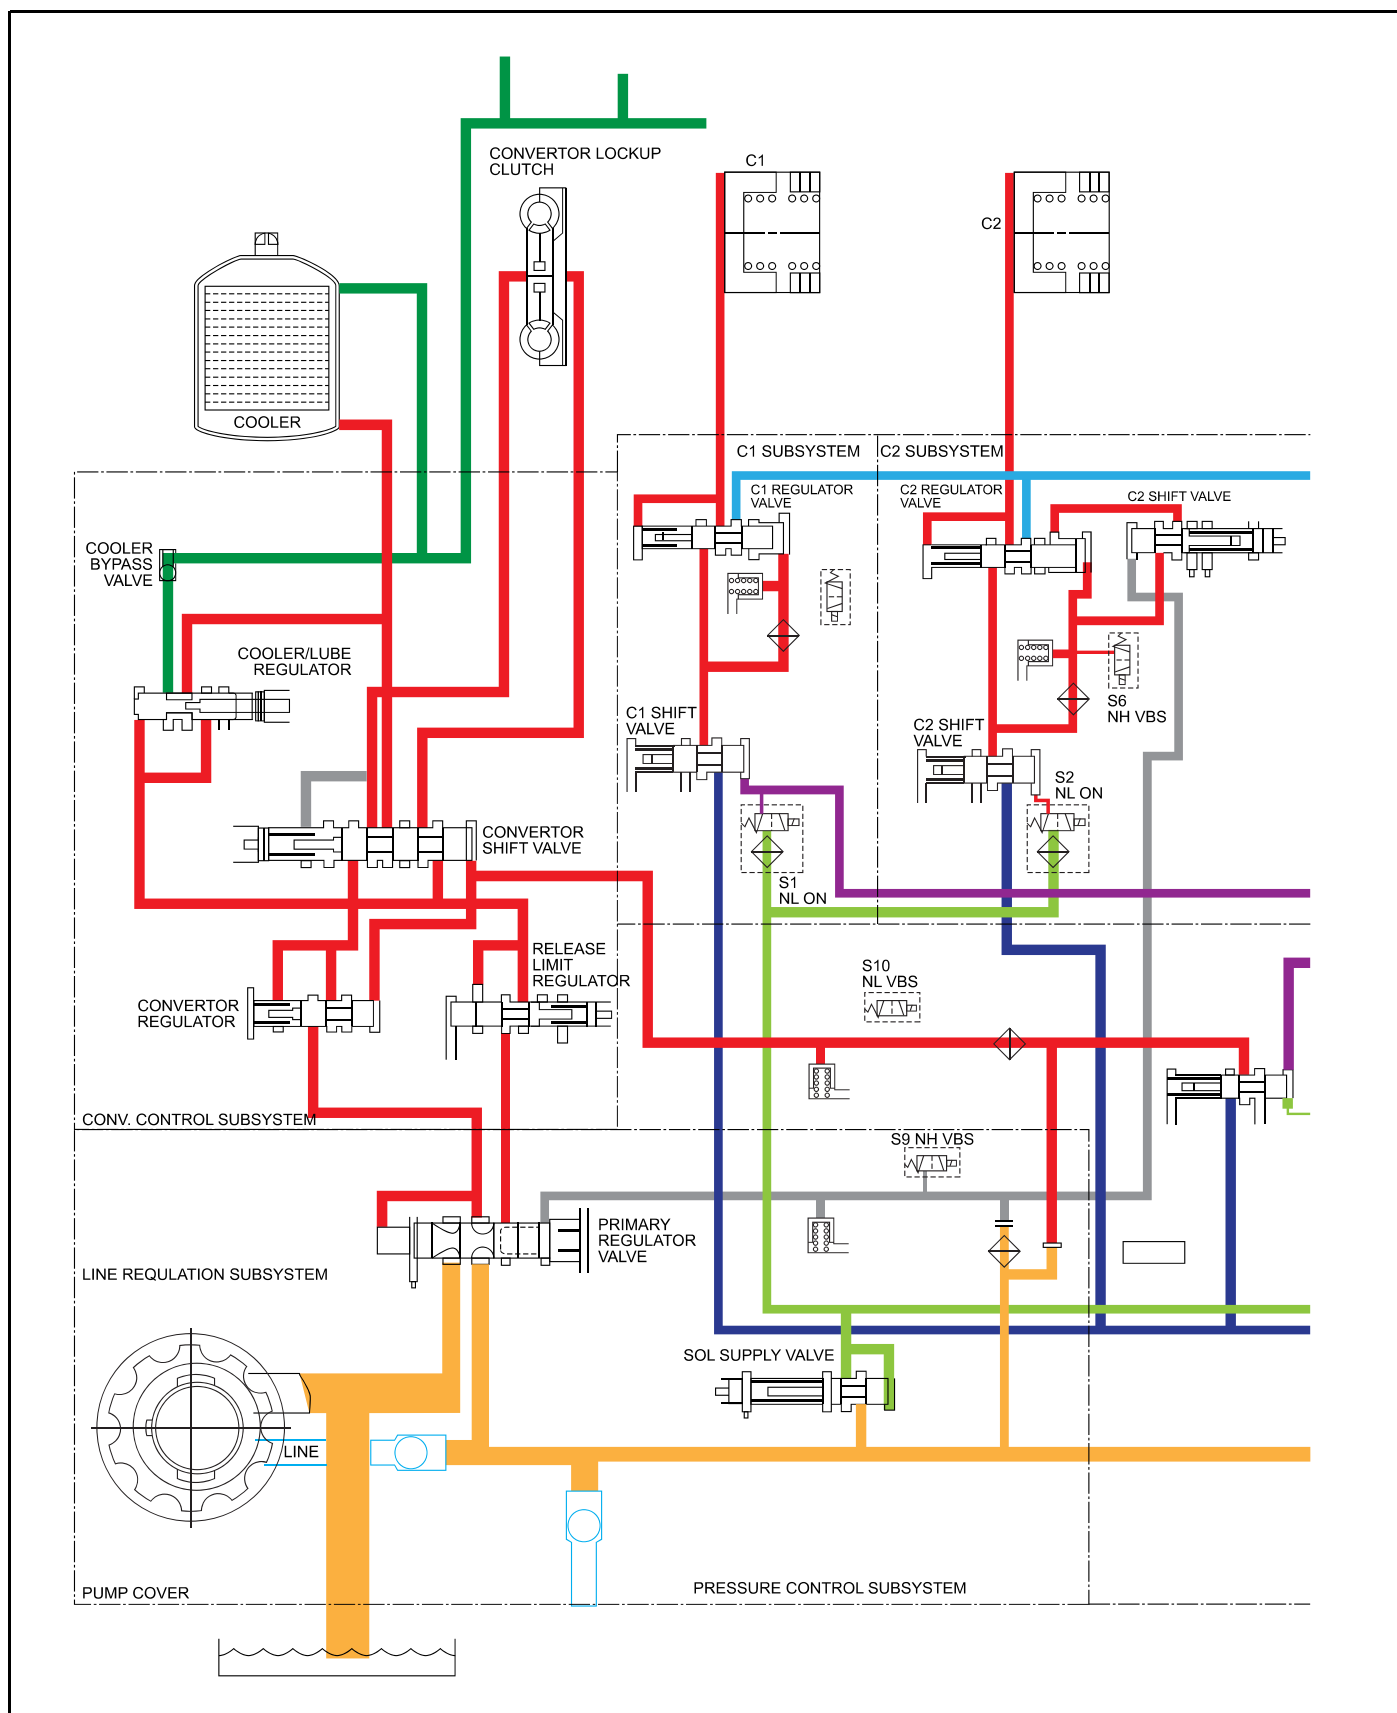 CONVERTOR LOCKUP
CLUTCH
C1
C2
COOLER
C1 SUBSYSTEM
C2 SUBSYSTEM
C1 REGULATOR
VALVE
C2 REGULATOR
VALVE
C2 SHIFT VALVE
COOLER
BYPASS
VALVE
COOLER/LUBE
REGULATOR
S6
NH VBS
C1 SHIFT
VALVE
C2 SHIFT
VALVE
S2
NL ON
CONVERTOR
SHIFT VALVE
S1
NL ON
RELEASE
LIMIT
REGULATOR
S10
NL VBS
CONVERTOR
REGULATOR
CONV. CONTROL SUBSYSTEM
S9 NH VBS
PRIMARY
REGULATOR
VALVE
LINE REQULATION SUBSYSTEM
SOL SUPPLY VALVE
LINE
PUMP COVER
PRESSURE CONTROL SUBSYSTEM